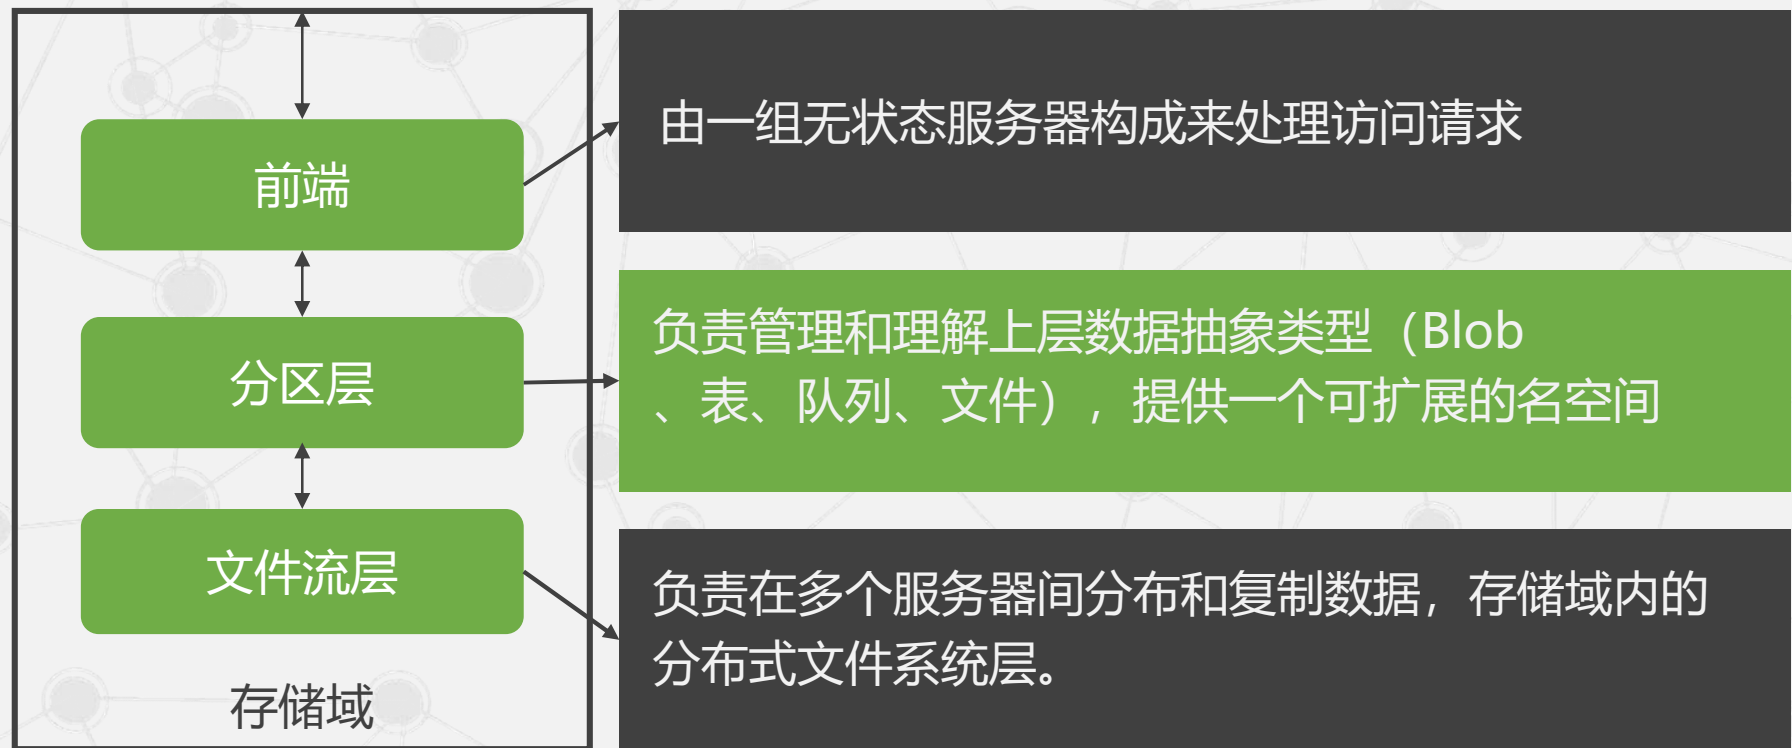 前端
由一组无状态服务器构成来处理访问请求
分区层
负责管理和理解上层数据抽象类型（Blob
、表、队列、文件），提供一个可扩展的名空间
文件流层
负责在多个服务器间分布和复制数据，存储域内的
分布式文件系统层。
存储域